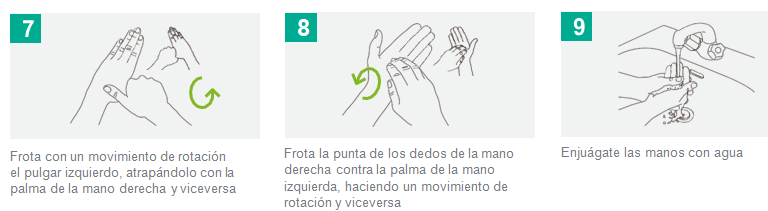 7
Frota con un movimiento de rotación
el pulgar izquierdo, atrapándolo con la
palma de la mano derecha y viceversa
8
Frota la punta de los dedos de la mano
derecha contra la palma de la mano
izquierda, haciendo un movimiento de
rotación y viceversa
9
Enjuágate las manos con agua